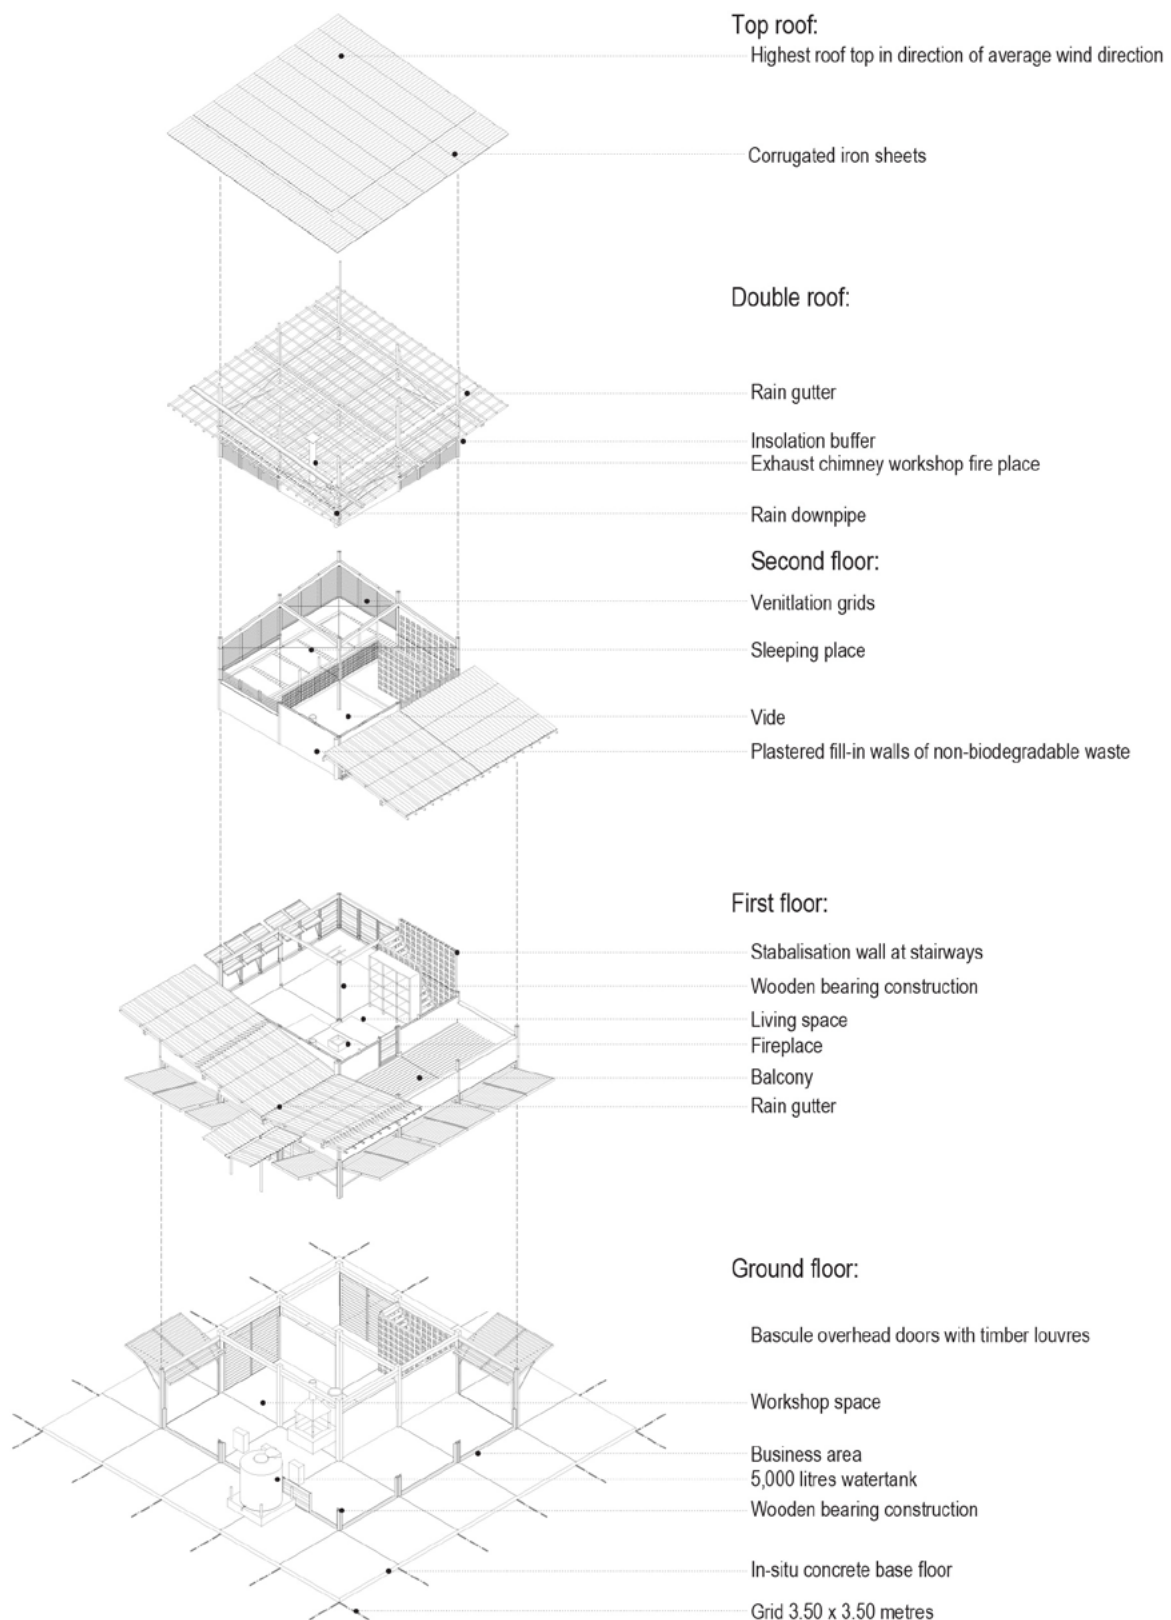 Top roof:
Highest roof top in direction of average wind direction
Corrugated iron sheets
Double roof:
Rain gutter
Insolation buffer
Exhaust chimney workshop fire place
Rain downpipe
Second floor:
Venitlation grids
Sleeping place
Vide
Plastered fill-in walls of non-biodegradable waste
First floor:
Stabalisation wall at stairways
Wooden bearing construction
Living space
Fireplace
Balcony
Rain gutter
Ground floor:
Bascule overhead doors with timber louvres
Workshop space
Business area
5,000 litres watertank
Wooden bearing construction
In-situ concrete base floor
Grid 3.50 x 3.50 metres